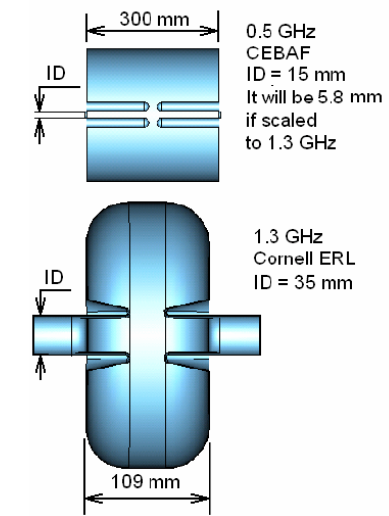 300 mm
ID
0.5 GHz
CEBAF
ID = 15 mm
It will be 5.8 mm
if scaled
to 1.3 GHz
1.3 GHz
Cornell ERL
ID = 35 mm
ID
109 mm